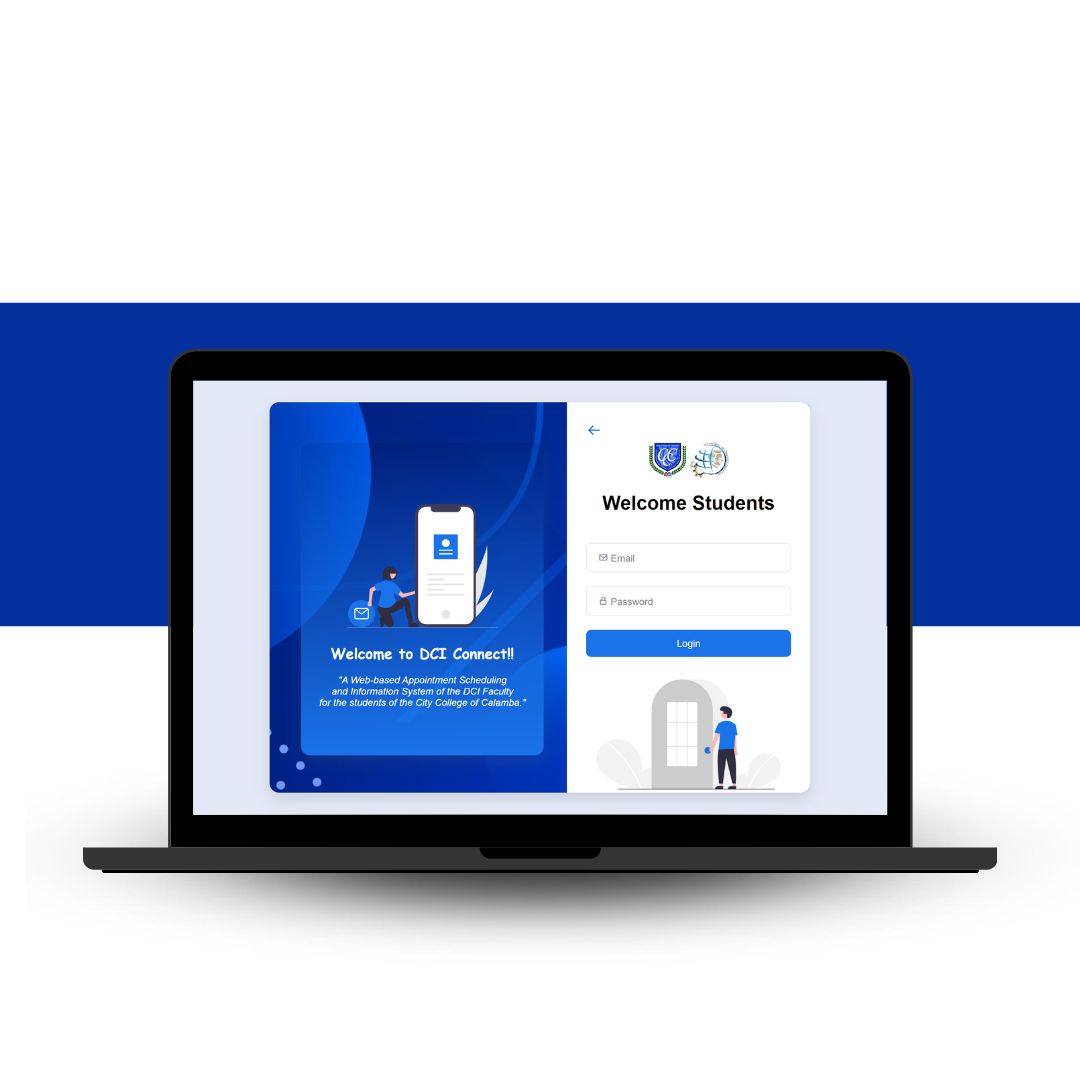 Welcome to DCI Connect!!
"A Web-based Appointment Scheduling
and Information System of the DCI Faculty
for the students of the City College of Calamba."
Welcome Students
Email
Password
Login